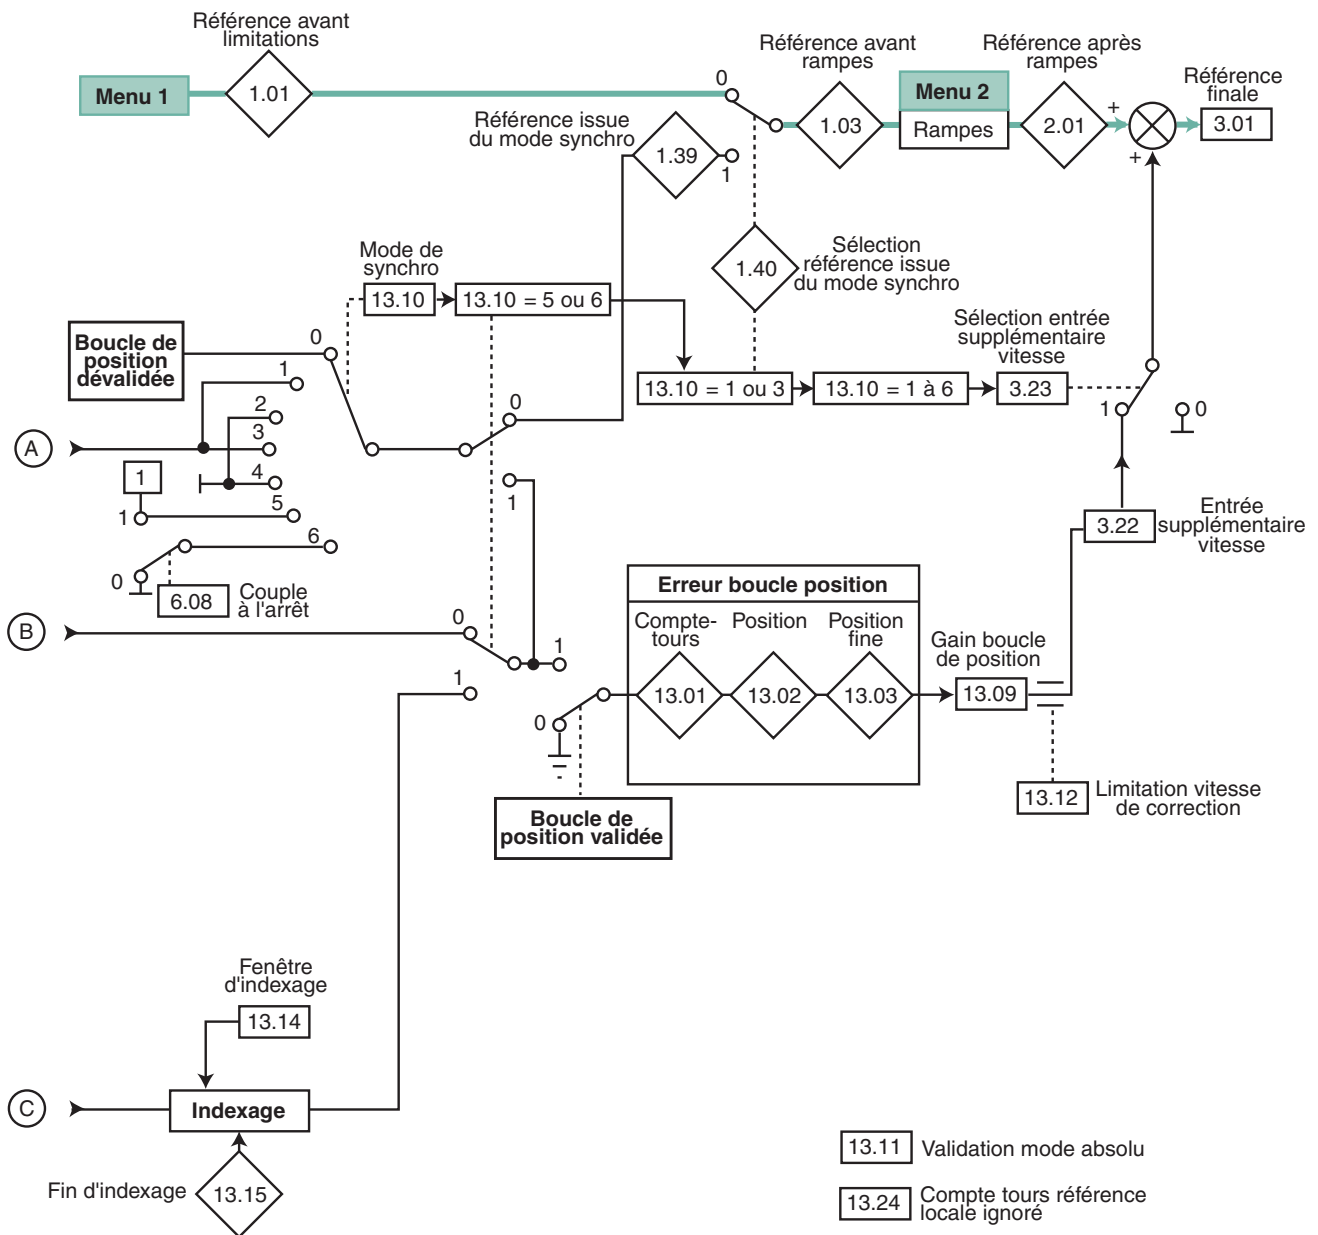 Référence avant
limitations
Menu 1
1.01
0
Référence avant
rampes
1.03
Menu 2
Rampes
Référence après
rampes
2.01
+
+
Référence
finale
3.01
Référence issue
du mode synchro
1.39
1
1.40
Sélection
référence issue
du mode synchro
Mode de
synchro
13.10
13.10 = 5 ou 6
Sélection entrée
supplémentaire
vitesse
13.10 = 1 ou 3
13.10 = 1 à 6
3.23
1
0
Boucle de
position
dévalidée
0
1
2
3
4
5
6
A
1
1
0
6.08
Couple
à l'arrêt
0
1
3.22
Entrée
supplémentaire
vitesse
B
0
1
1
0
Erreur boucle position
Compte-
tours
Position
Position
fine
13.01
13.02
13.03
Gain boucle
de position
13.09
13.12
Limitation vitesse
de correction
Boucle de
position validée
Fenêtre
d'indexage
13.14
C
Indexage
Fin d'indexage
13.15
13.11
Validation mode absolu
13.24
Compte tours référence
locale ignoré